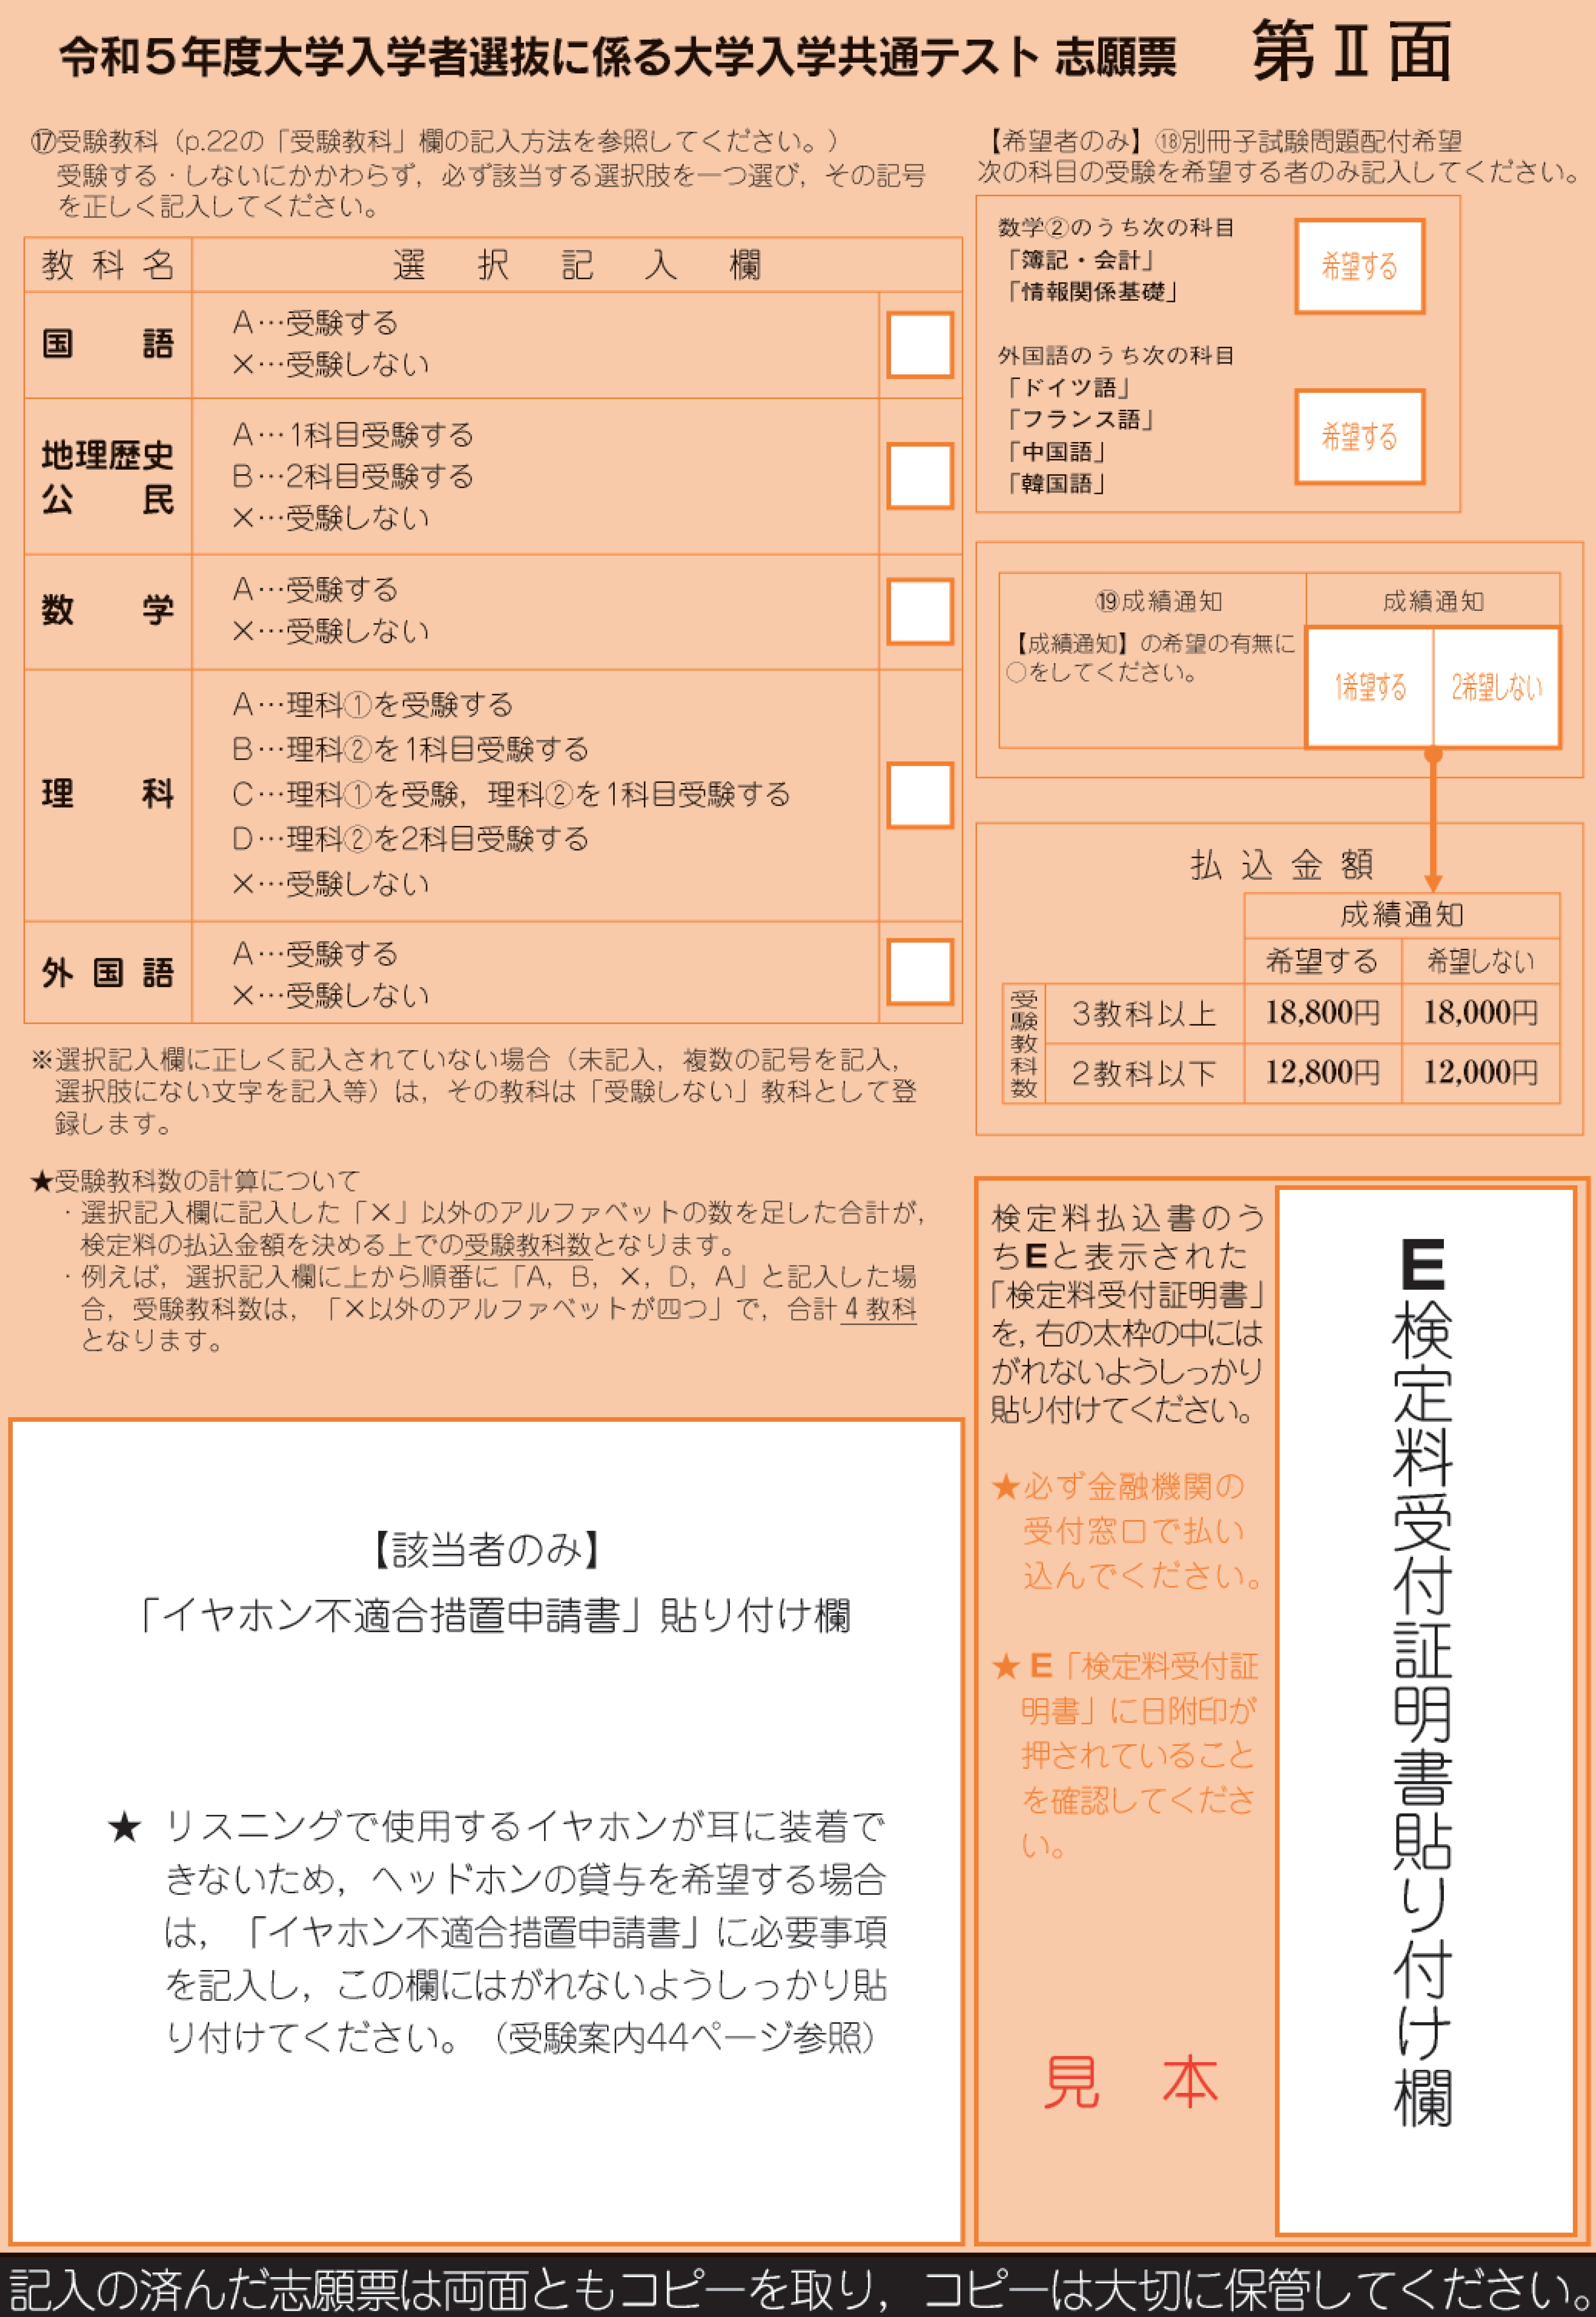 令和５年度大学入学者選抜に係る大学入学共通テスト 志願票　第Ⅱ面
⑰受験教科（p.22の「受験教科」欄の記入方法を参照してください。）
受験する・しないにかかわらず，必ず該当する選択肢を一つ選び，その記号
を正しく記入してください。
教科名　選択記入欄
国語
A…受験する
×…受験しない
地理歴史
公民
A…1科目受験する
B…2科目受験する
×…受験しない
数学
A…受験する
×…受験しない
理科
A…理科①を受験する
B…理科②を1科目受験する
C…理科①を受験，理科②を1科目受験する
D…理科②を2科目受験する
×…受験しない
外国語
A…受験する
×…受験しない
※選択記入欄に正しく記入されていない場合（未記入，複数の記号を記入，
選択肢にない文字を記入等）は，その教科は「受験しない」教科として登
録します。
★受験教科数の計算について
・選択記入欄に記入した「×」以外のアルファベットの数を足した合計が，
検定料の払込金額を決める上での受験教科数となります。
・例えば，選択記入欄に上から順番に「A，B，×，D，A」と記入した場
合，受験教科数は，「×以外のアルファベットが四つ」で，合計４教科
となります。
【希望者のみ】⑱別冊子試験問題配付希望
次の科目の受験を希望する者のみ記入してください。
数学②のうち次の科目
「簿記・会計」
「情報関係基礎」
希望する
外国語のうち次の科目
「ドイツ語」
「フランス語」
「中国語」
「韓国語」
希望する
⑲成績通知　成績通知
【成績通知】の希望の有無に
○をしてください。
1希望する　2希望しない
払込金額
成績通知
希望する　希望しない
受験教科数
3教科以上　18,800円　18,000円
2教科以下　12,800円　12,000円
検定料払込書のう
ちEと表示された
「検定料受付証明書」
を，右の太枠の中には
がれないようしっかり
貼り付けてください。
★必ず金融機関の
受付窓口で払い
込んでください。
★E「検定料受付証
明書」に日附印が
押されていること
を確認してくださ
い。
見本
E検定料受付証明書貼り付け欄
【該当者のみ】
「イヤホン不適合措置申請書」貼り付け欄
★ リスニングで使用するイヤホンが耳に装着で
きないため，ヘッドホンの貸与を希望する場合
は，「イヤホン不適合措置申請書」に必要事項
を記入し，この欄にはがれないようしっかり貼
り付けてください。（受験案内44ページ参照）
記入の済んだ志願票は両面ともコピーを取り，コピーは大切に保管してください。